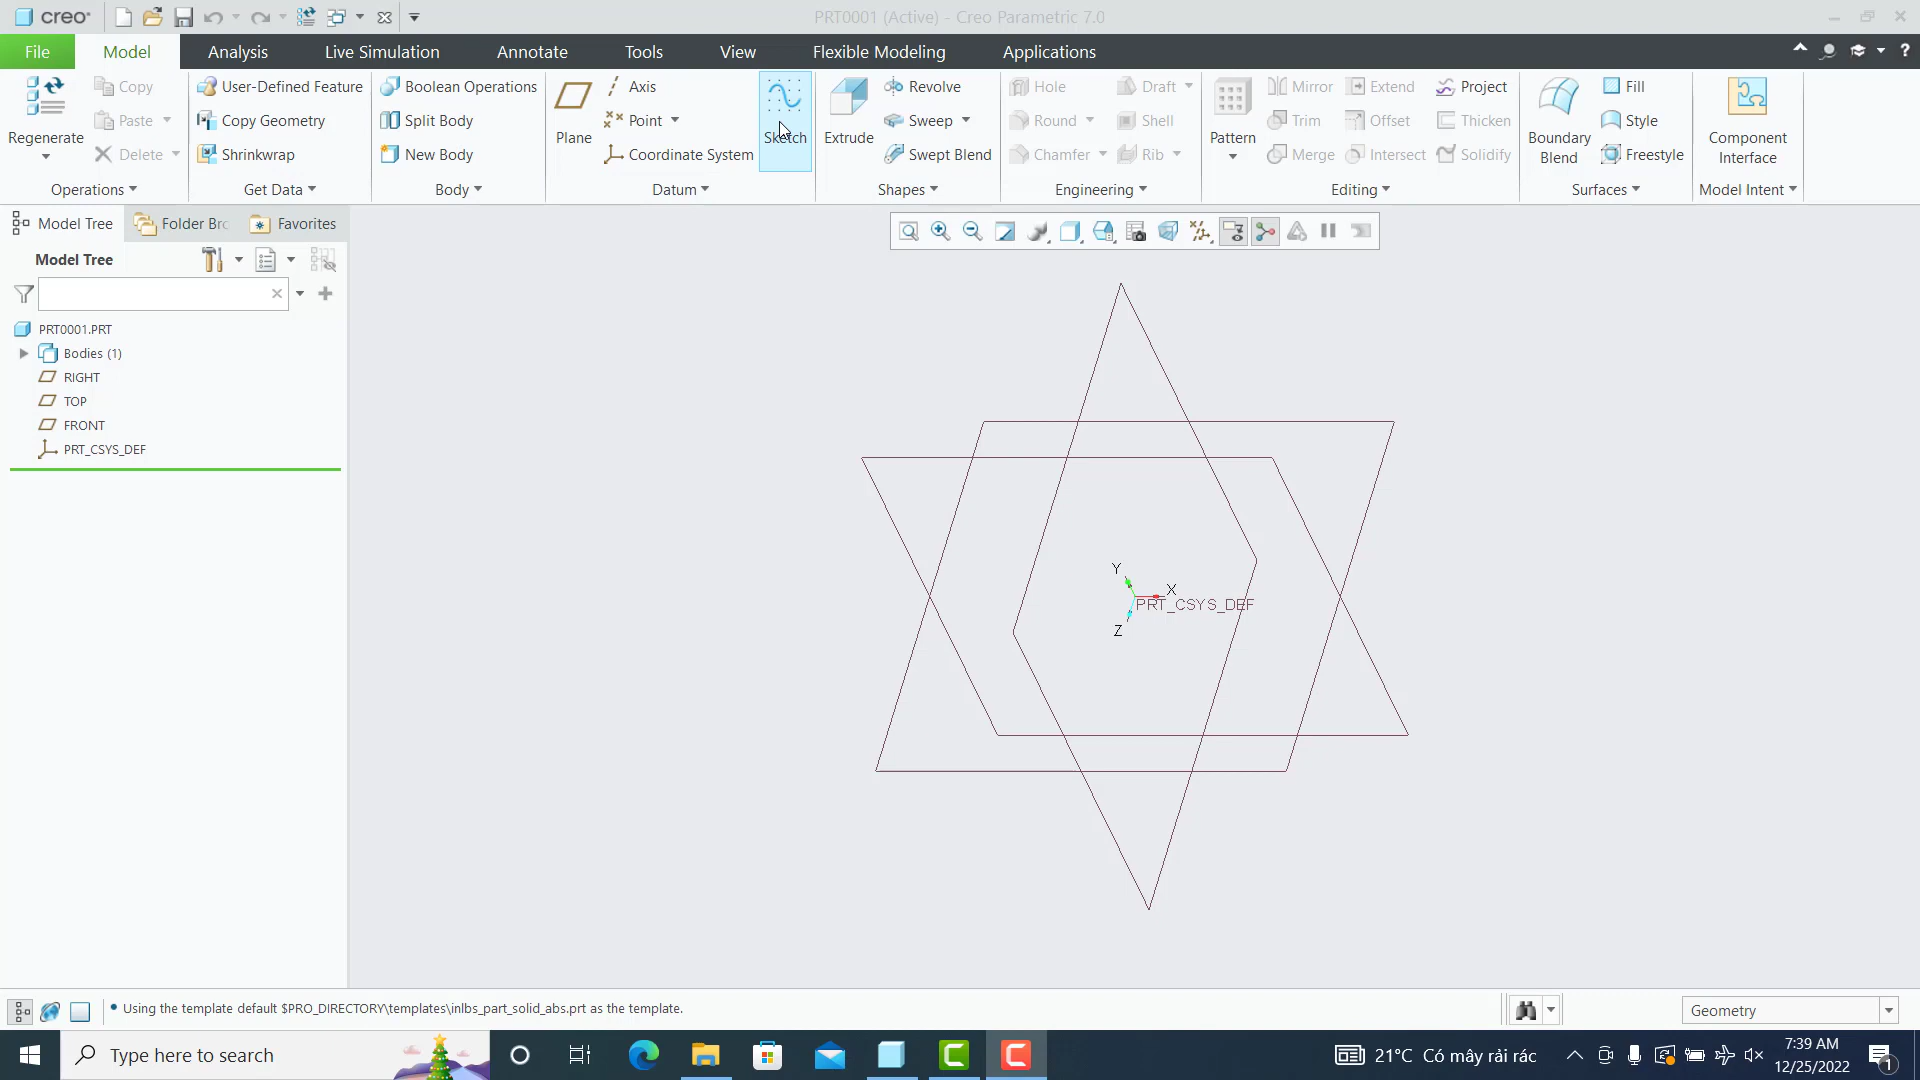 creo
PRT0001 (Active) - Creo Parametric 7.0
File
Model
Analysis
Live Simulation
Annotate
Tools
View
Flexible Modeling
Applications
Regenerate
Copy
Paste
Delete
Operations
User-Defined Feature
Copy Geometry
Shrinkwrap
Get Data
Boolean Operations
Split Body
New Body
Body
Plane
Axis
Point
Coordinate System
Sketch
Datum
Extrude
Revolve
Sweep
Swept Blend
Shapes
Hole
Round
Chamfer
Draft
Shell
Rib
Engineering
Pattern
Mirror
Trim
Merge
Extend
Offset
Intersect
Project
Thicken
Solidify
Editing
Boundary
Blend
Fill
Style
Freestyle
Surfaces
Component
Interface
Model Intent
Model Tree
Folder Brc
Favorites
Model Tree
PRT0001.PRT
Bodies (1)
RIGHT
TOP
FRONT
PRT_CSYS_DEF
Y
X
PRT_CSYS_DEF
Z
Using the template default $PRO_DIRECTORY\templates\inlbs_part_solid_abs.prt as the template.
Geometry
Type here to search
21°C Có mây rải rác
7:39 AM
12/25/2022
1